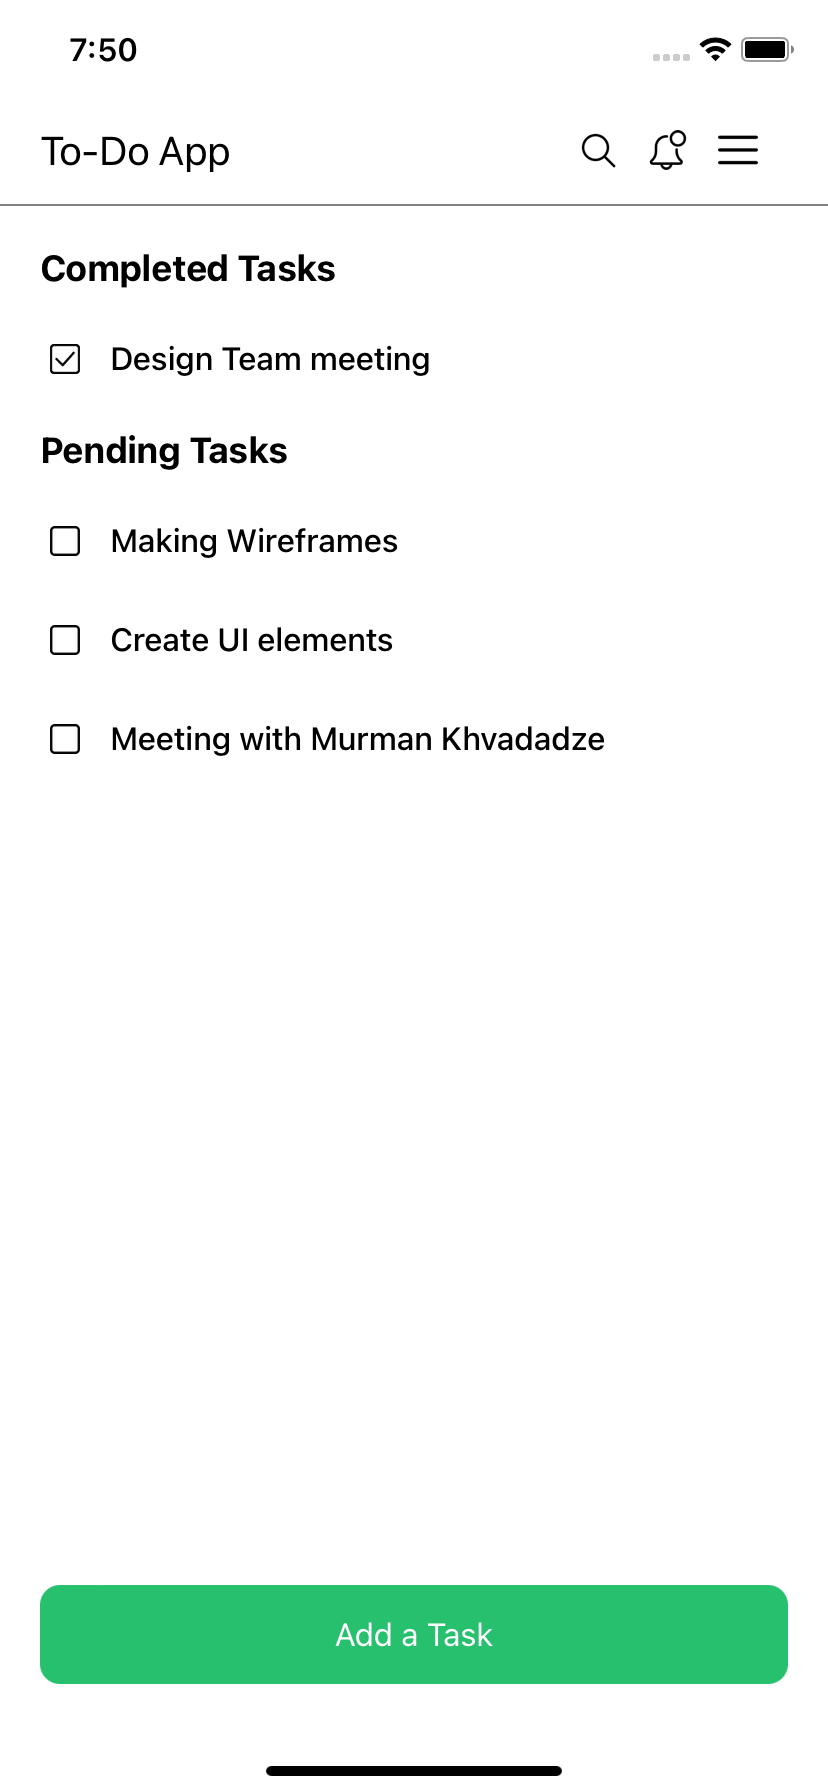 7:50
To-Do App
Completed Tasks
Design Team meeting
Pending Tasks
Making Wireframes
Create UI elements
Meeting with Murman Khvadadze
Add a Task